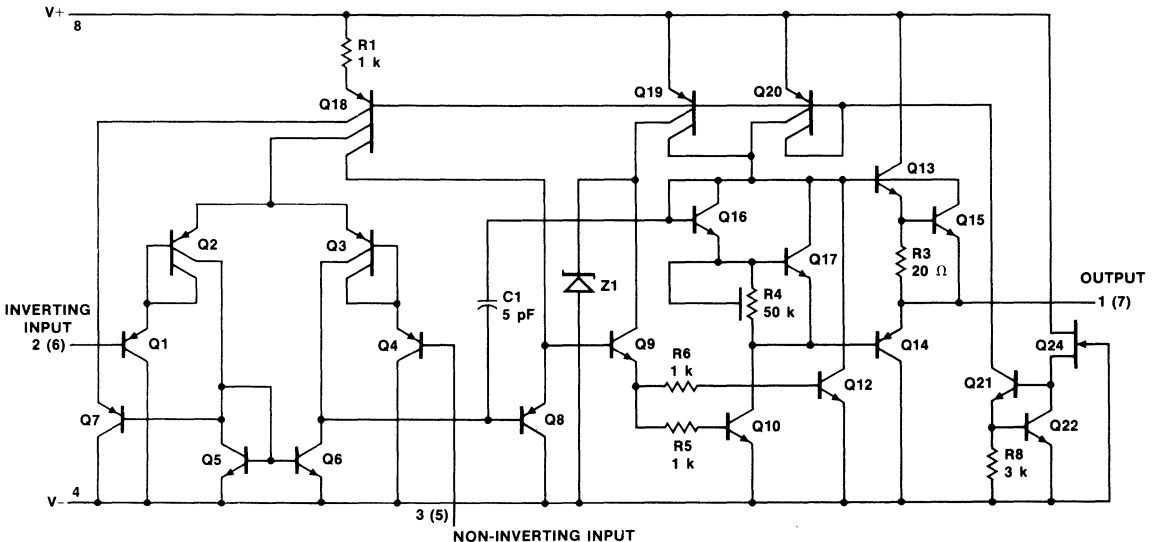 V+
8
R1
1 k
Q18
Q19
Q20
Q13
Q16
Q15
Q2
Q3
Q17
R3
20 Ω
OUTPUT
1 (7)
C1
5 pF
Z1
R4
50 k
INVERTING
INPUT
2 (6)
Q1
Q4
Q9
R6
1 k
Q14
Q24
Q12
Q21
Q7
Q8
Q10
Q22
R5
1 k
Q5
Q6
R8
3 k
V−
4
3 (5)
NON-INVERTING INPUT